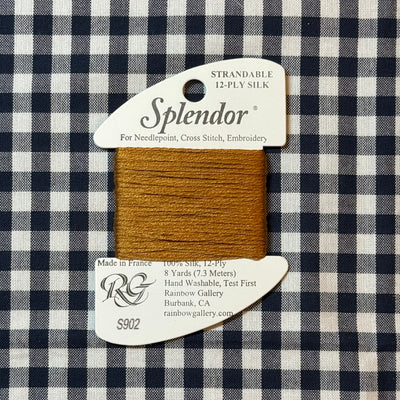 STRANDABLE
12-PLY SILK
Splendor®
For Needlepoint, Cross Stitch, Embroidery
Made in France
100% Silk, 12-Ply
8 Yards (7.3 Meters)
Hand Washable, Test First
Rainbow Gallery
Burbank, CA
rainbowgallery.com
RG
S902